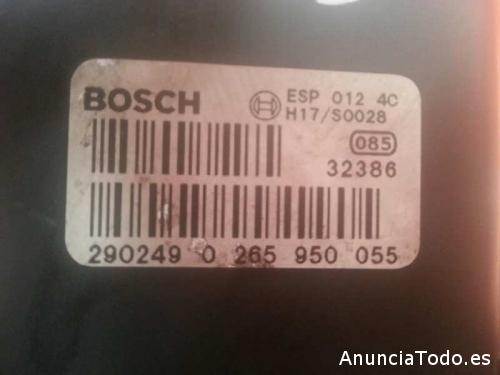 BOSCH
ESP 012 4C
H17/S0028
085
32386
290249 0 265 950 055
AnunciaTodo.es